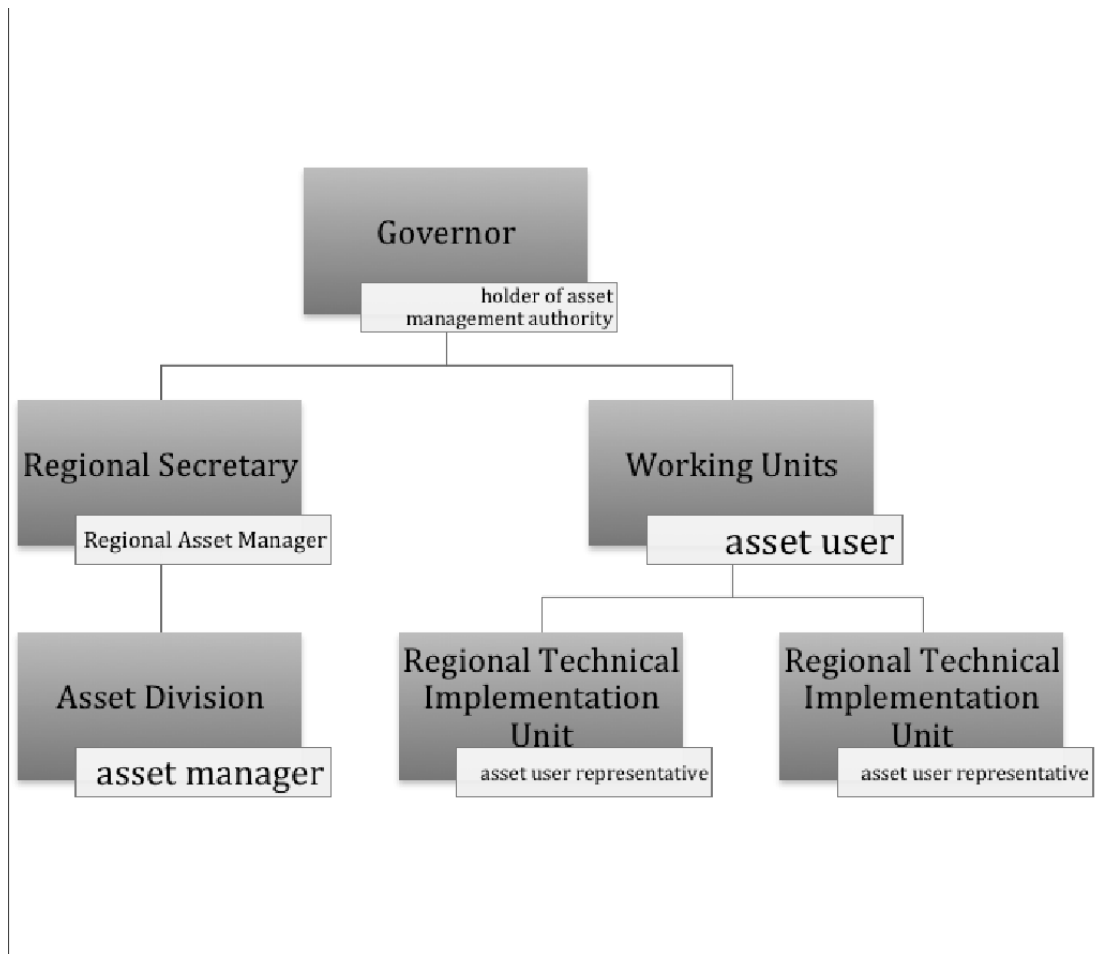 Governor
holder of asset
management authority
Regional Secretary
Regional Asset Manager
Working Units
asset user
Asset Division
asset manager
Regional Technical
Implementation
Unit
asset user representative
Regional Technical
Implementation
Unit
asset user representative